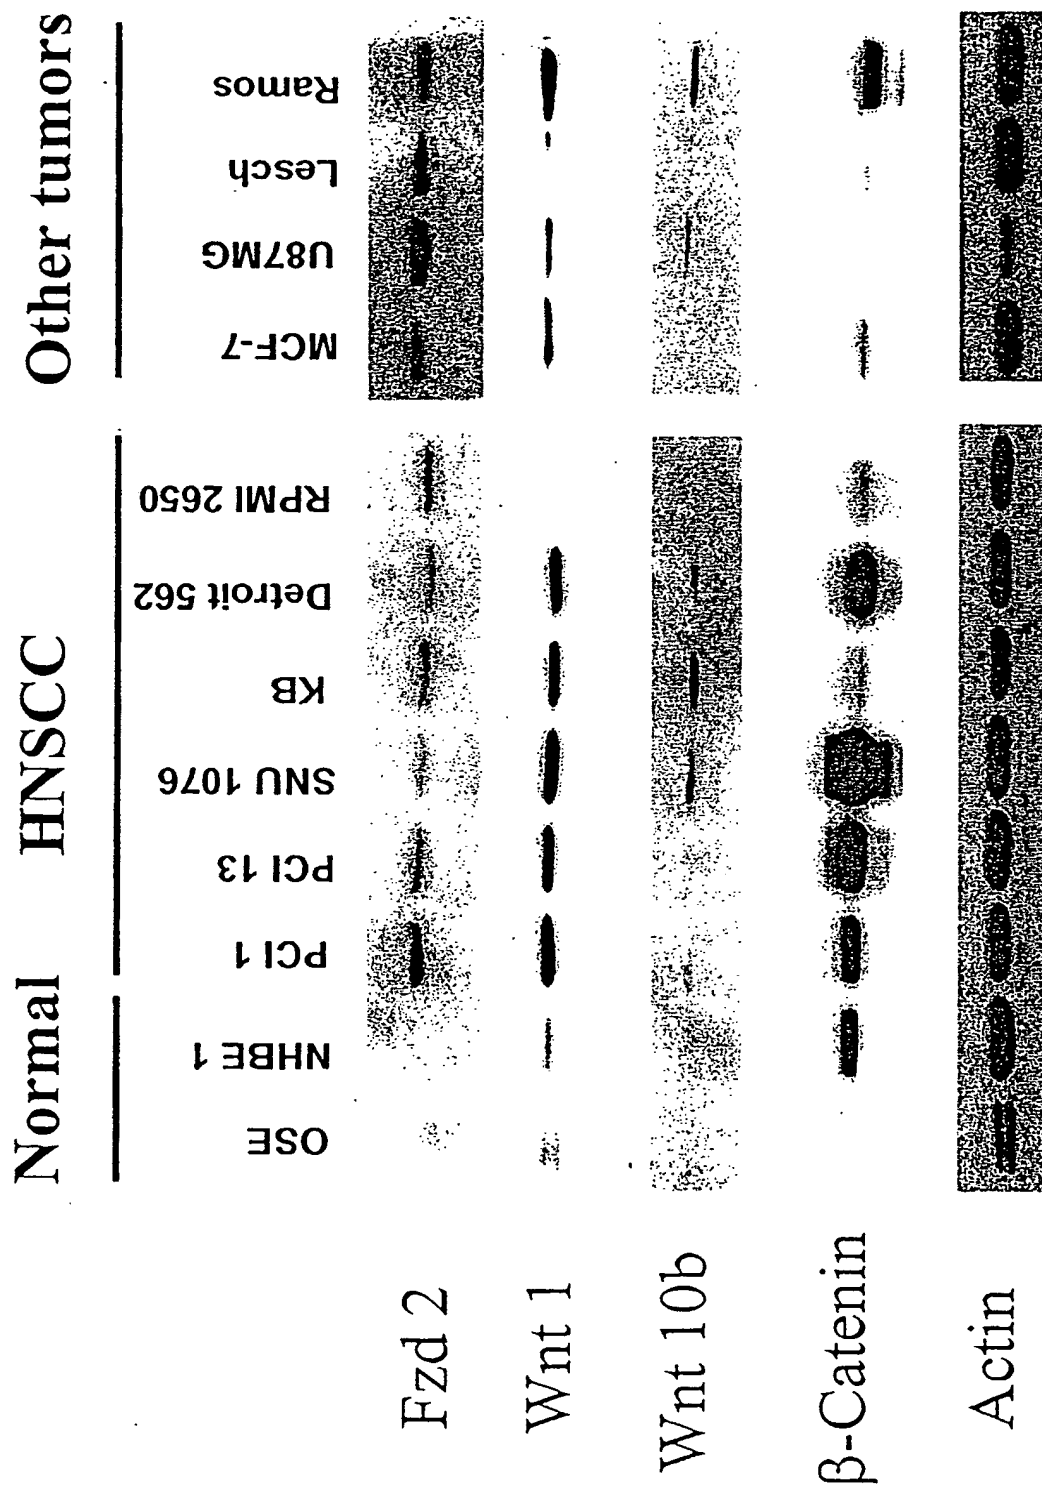 Normal HNSCC Other tumors
OSE
NHBE 1
PCI 1
PCI 13
SNU 1076
KB
Detroit 562
RPMI 2650
MCF-7
U87MG
Lesch
Ramos
Fzd 2
Wnt 1
Wnt 10b
β-Catenin
Actin